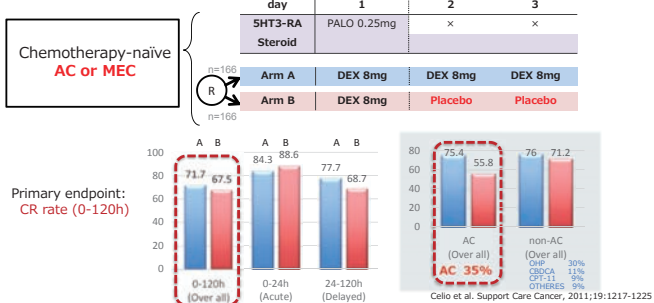 day 1 2 3
5HT3-RA PALO 0.25mg × ×
Steroid
Chemotherapy-naïve
AC or MEC
n=166
R
n=166
Arm A DEX 8mg DEX 8mg DEX 8mg
Arm B DEX 8mg Placebo Placebo
Primary endpoint:
CR rate (0-120h)
A B A B
100
80
60
40
20
0
71.7 67.5
84.3 88.6
77.7 68.7
0-120h
(Over all)
0-24h
(Acute)
24-120h
(Delayed)
80
60
40
20
0
75.4 55.8
76 71.2
AC
(Over all)
AC 35%
non-AC
(Over all)
OHP 30%
CBDCA 11%
CPT-11 9%
OTHERES 9%
Celio et al. Support Care Cancer, 2011;19:1217-1225